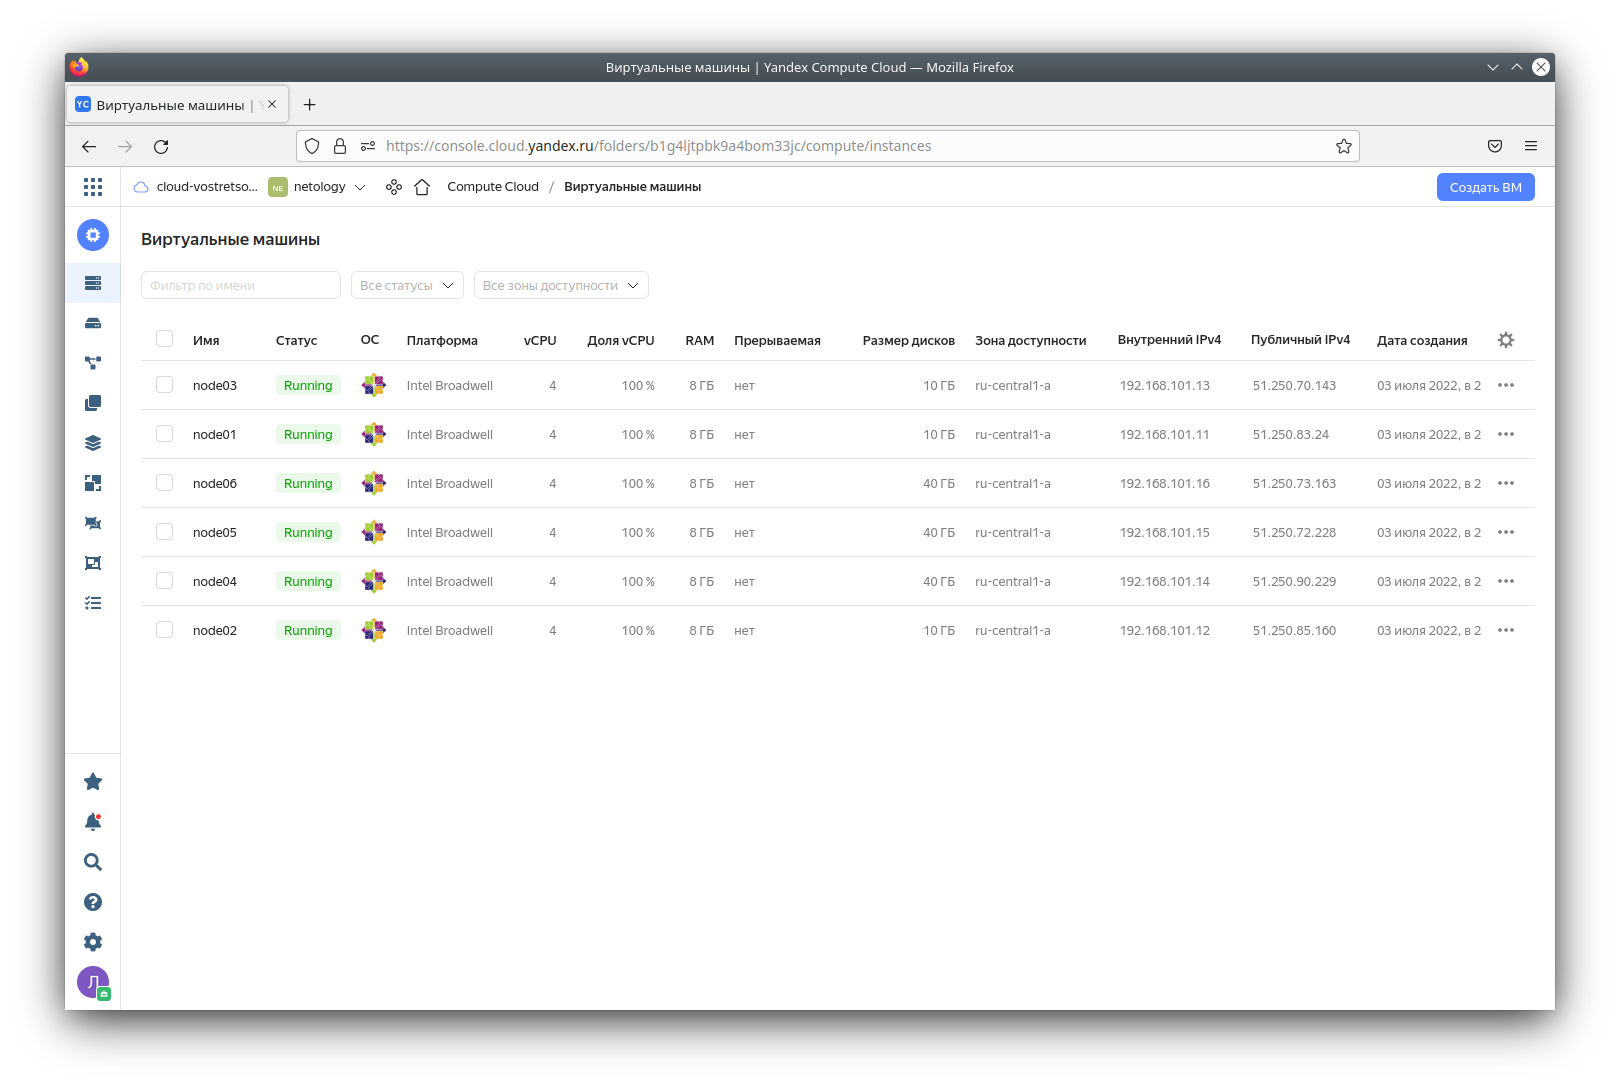 Виртуальные машины | Yandex Compute Cloud — Mozilla Firefox
YC Виртуальные машины |
https://console.cloud.yandex.ru/folders/b1g4ljtpbk9a4bom33jc/compute/instances
cloud-vostretso... NE netology Compute Cloud / Виртуальные машины Создать ВМ
Виртуальные машины
Фильтр по имени Все статусы Все зоны доступности
Имя Статус ОС Платформа vCPU Доля vCPU RAM Прерываемая Размер дисков Зона доступности Внутренний IPv4 Публичный IPv4 Дата создания
node03 Running Intel Broadwell 4 100 % 8 ГБ нет 10 ГБ ru-central1-a 192.168.101.13 51.250.70.143 03 июля 2022, в 2
node01 Running Intel Broadwell 4 100 % 8 ГБ нет 10 ГБ ru-central1-a 192.168.101.11 51.250.83.24 03 июля 2022, в 2
node06 Running Intel Broadwell 4 100 % 8 ГБ нет 40 ГБ ru-central1-a 192.168.101.16 51.250.73.163 03 июля 2022, в 2
node05 Running Intel Broadwell 4 100 % 8 ГБ нет 40 ГБ ru-central1-a 192.168.101.15 51.250.72.228 03 июля 2022, в 2
node04 Running Intel Broadwell 4 100 % 8 ГБ нет 40 ГБ ru-central1-a 192.168.101.14 51.250.90.229 03 июля 2022, в 2
node02 Running Intel Broadwell 4 100 % 8 ГБ нет 10 ГБ ru-central1-a 192.168.101.12 51.250.85.160 03 июля 2022, в 2
Л